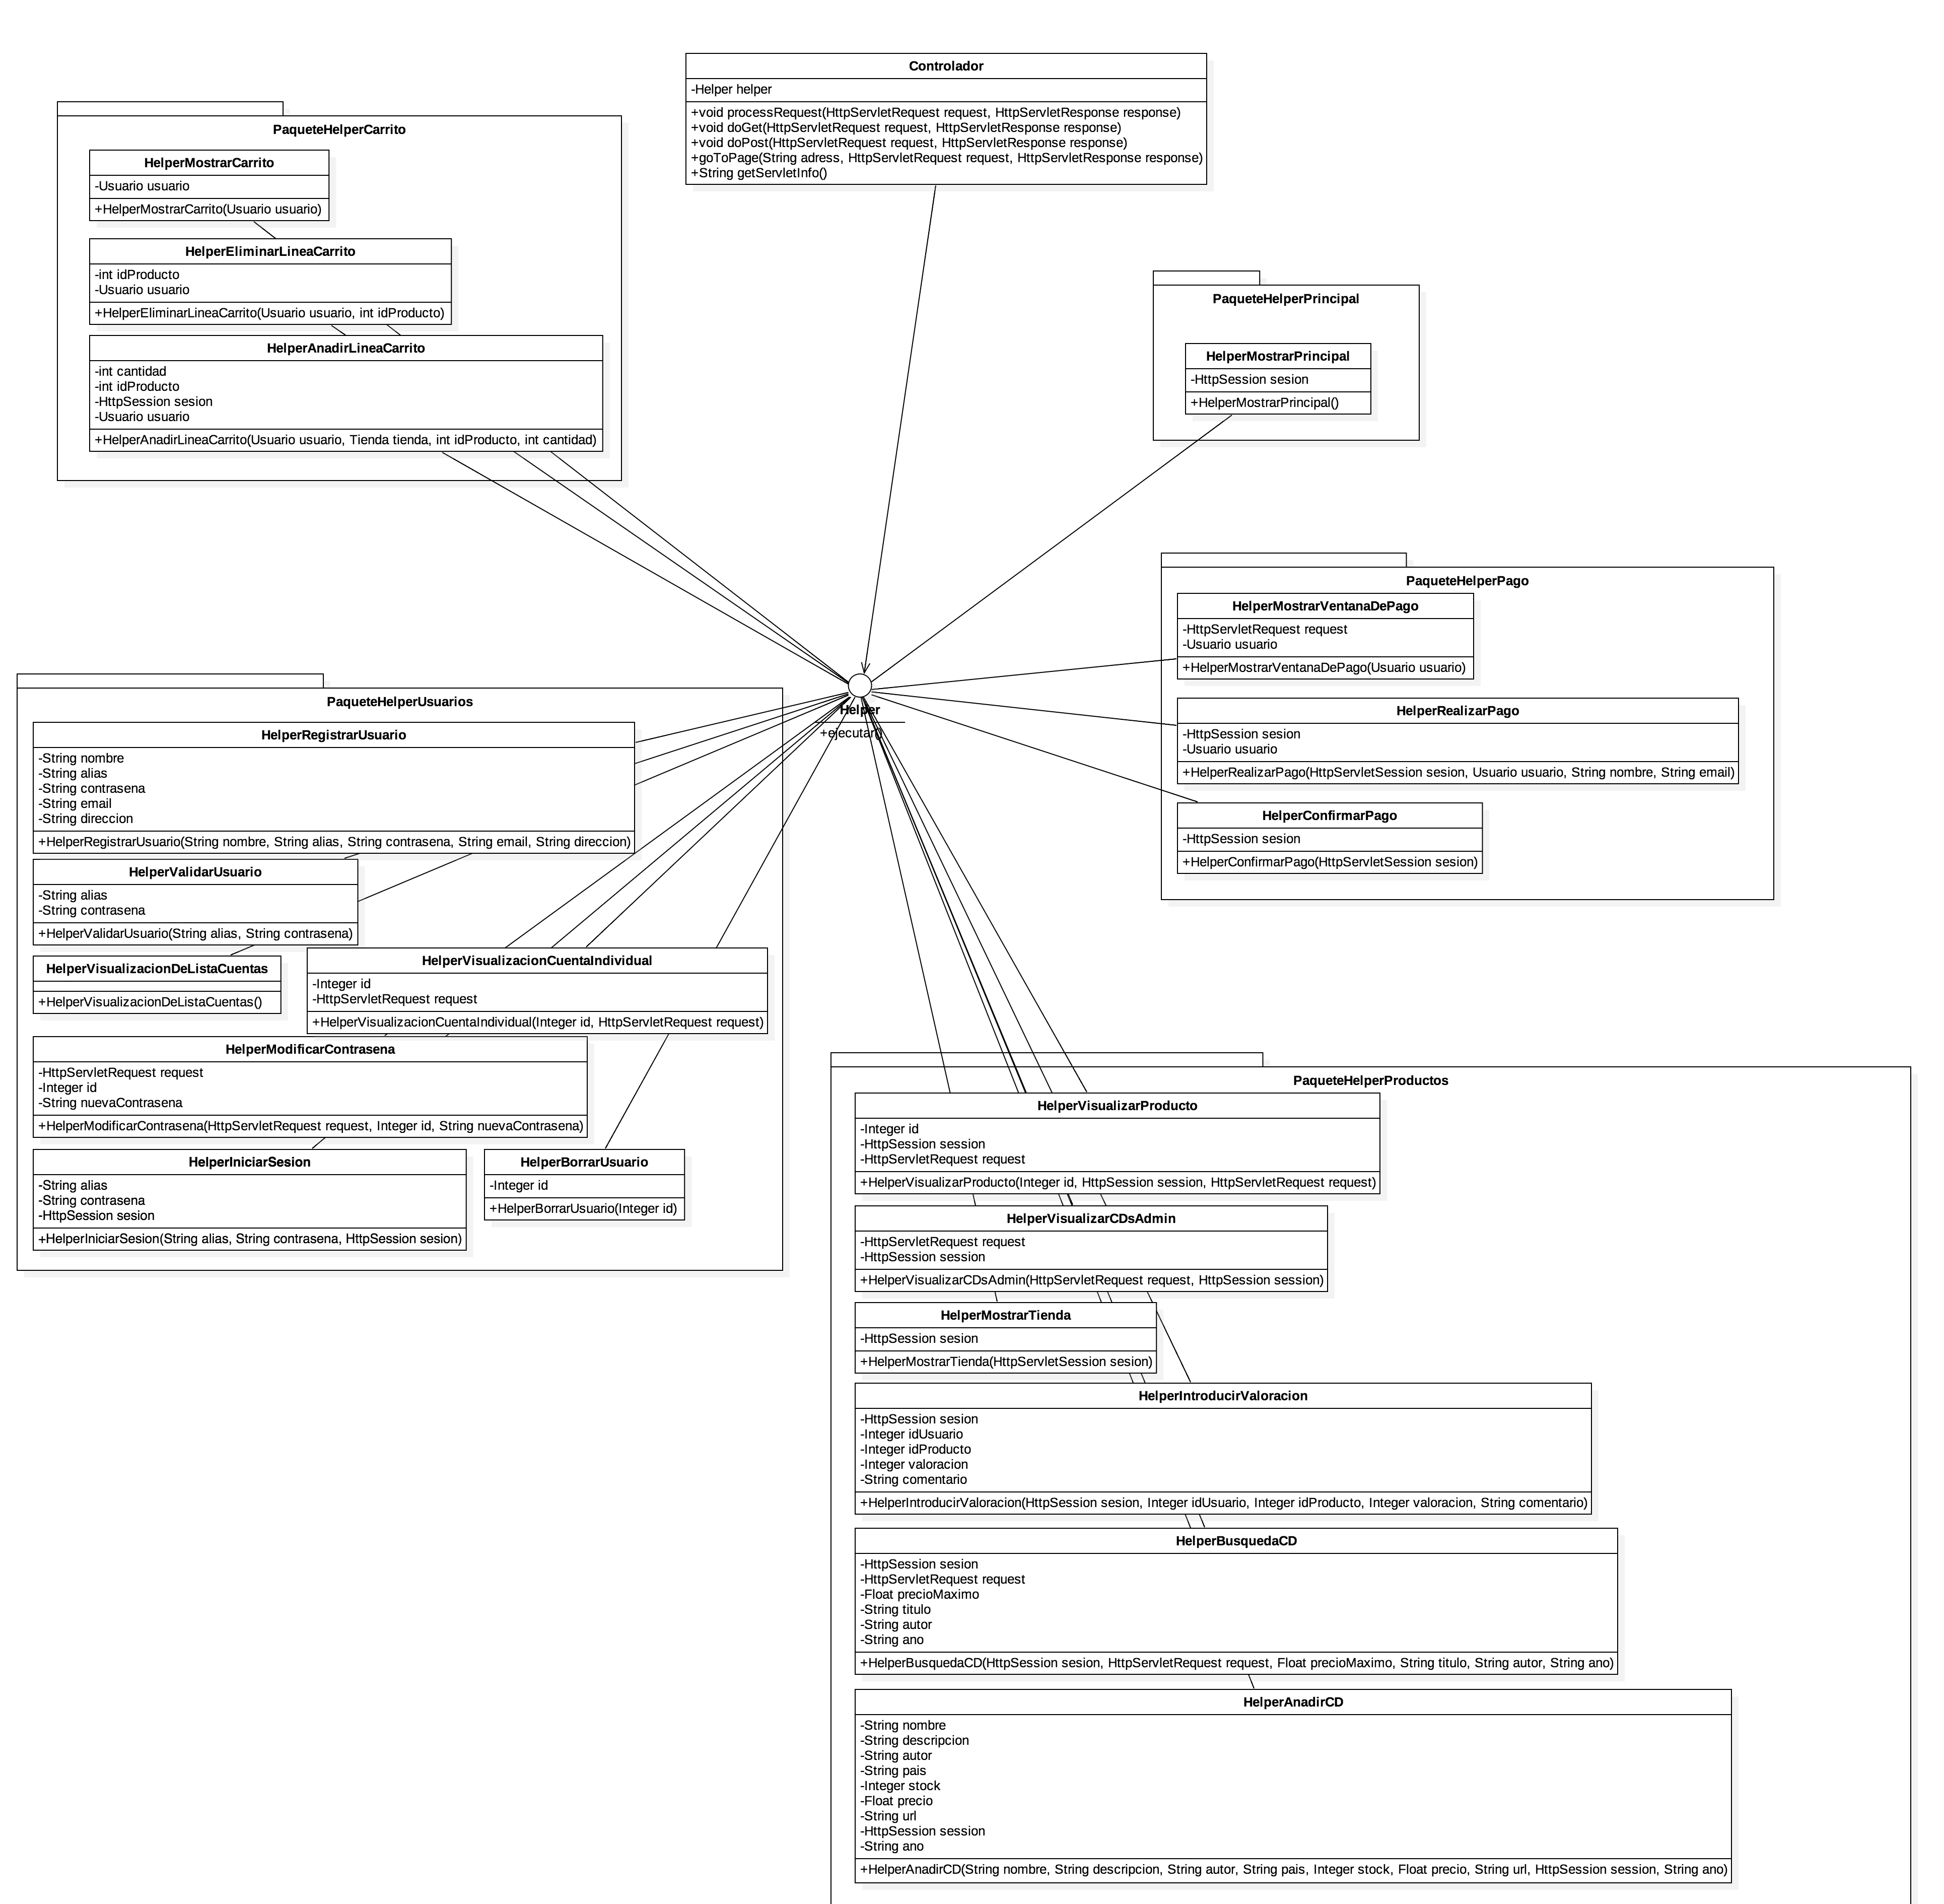 Controlador
-Helper helper
+void processRequest(HttpServletRequest request, HttpServletResponse response)
+void doGet(HttpServletRequest request, HttpServletResponse response)
+void doPost(HttpServletRequest request, HttpServletResponse response)
+goToPage(String adress, HttpServletRequest request, HttpServletResponse response)
+String getServletInfo()
PaqueteHelperCarrito
HelperMostrarCarrito
-Usuario usuario
+HelperMostrarCarrito(Usuario usuario)
HelperEliminarLineaCarrito
-int idProducto
-Usuario usuario
+HelperEliminarLineaCarrito(Usuario usuario, int idProducto)
HelperAnadirLineaCarrito
-int cantidad
-int idProducto
-HttpSession sesion
-Usuario usuario
+HelperAnadirLineaCarrito(Usuario usuario, Tienda tienda, int idProducto, int cantidad)
PaqueteHelperPrincipal
HelperMostrarPrincipal
-HttpSession sesion
+HelperMostrarPrincipal()
PaqueteHelperPago
HelperMostrarVentanaDePago
-HttpServletRequest request
-Usuario usuario
+HelperMostrarVentanaDePago(Usuario usuario)
HelperRealizarPago
-HttpSession sesion
-Usuario usuario
+HelperRealizarPago(HttpServletSession sesion, Usuario usuario, String nombre, String email)
HelperConfirmarPago
-HttpSession sesion
+HelperConfirmarPago(HttpServletSession sesion)
Helper
+ejecutar()
PaqueteHelperUsuarios
HelperRegistrarUsuario
-String nombre
-String alias
-String contrasena
-String email
-String direccion
+HelperRegistrarUsuario(String nombre, String alias, String contrasena, String email, String direccion)
HelperValidarUsuario
-String alias
-String contrasena
+HelperValidarUsuario(String alias, String contrasena)
HelperVisualizacionDeListaCuentas
+HelperVisualizacionDeListaCuentas()
HelperVisualizacionCuentaIndividual
-Integer id
-HttpServletRequest request
+HelperVisualizacionCuentaIndividual(Integer id, HttpServletRequest request)
HelperModificarContrasena
-HttpServletRequest request
-Integer id
-String nuevaContrasena
+HelperModificarContrasena(HttpServletRequest request, Integer id, String nuevaContrasena)
HelperIniciarSesion
-String alias
-String contrasena
-HttpSession sesion
+HelperIniciarSesion(String alias, String contrasena, HttpSession sesion)
HelperBorrarUsuario
-Integer id
+HelperBorrarUsuario(Integer id)
PaqueteHelperProductos
HelperVisualizarProducto
-Integer id
-HttpSession session
-HttpServletRequest request
+HelperVisualizarProducto(Integer id, HttpSession session, HttpServletRequest request)
HelperVisualizarCDsAdmin
-HttpServletRequest request
-HttpSession session
+HelperVisualizarCDsAdmin(HttpServletRequest request, HttpSession session)
HelperMostrarTienda
-HttpSession sesion
+HelperMostrarTienda(HttpServletSession sesion)
HelperIntroducirValoracion
-HttpSession sesion
-Integer idUsuario
-Integer idProducto
-Integer valoracion
-String comentario
+HelperIntroducirValoracion(HttpSession sesion, Integer idUsuario, Integer idProducto, Integer valoracion, String comentario)
HelperBusquedaCD
-HttpSession sesion
-HttpServletRequest request
-Float precioMaximo
-String titulo
-String autor
-String ano
+HelperBusquedaCD(HttpSession sesion, HttpServletRequest request, Float precioMaximo, String titulo, String autor, String ano)
HelperAnadirCD
-String nombre
-String descripcion
-String autor
-String pais
-Integer stock
-Float precio
-String url
-HttpSession session
-String ano
+HelperAnadirCD(String nombre, String descripcion, String autor, String pais, Integer stock, Float precio, String url, HttpSession session, String ano)